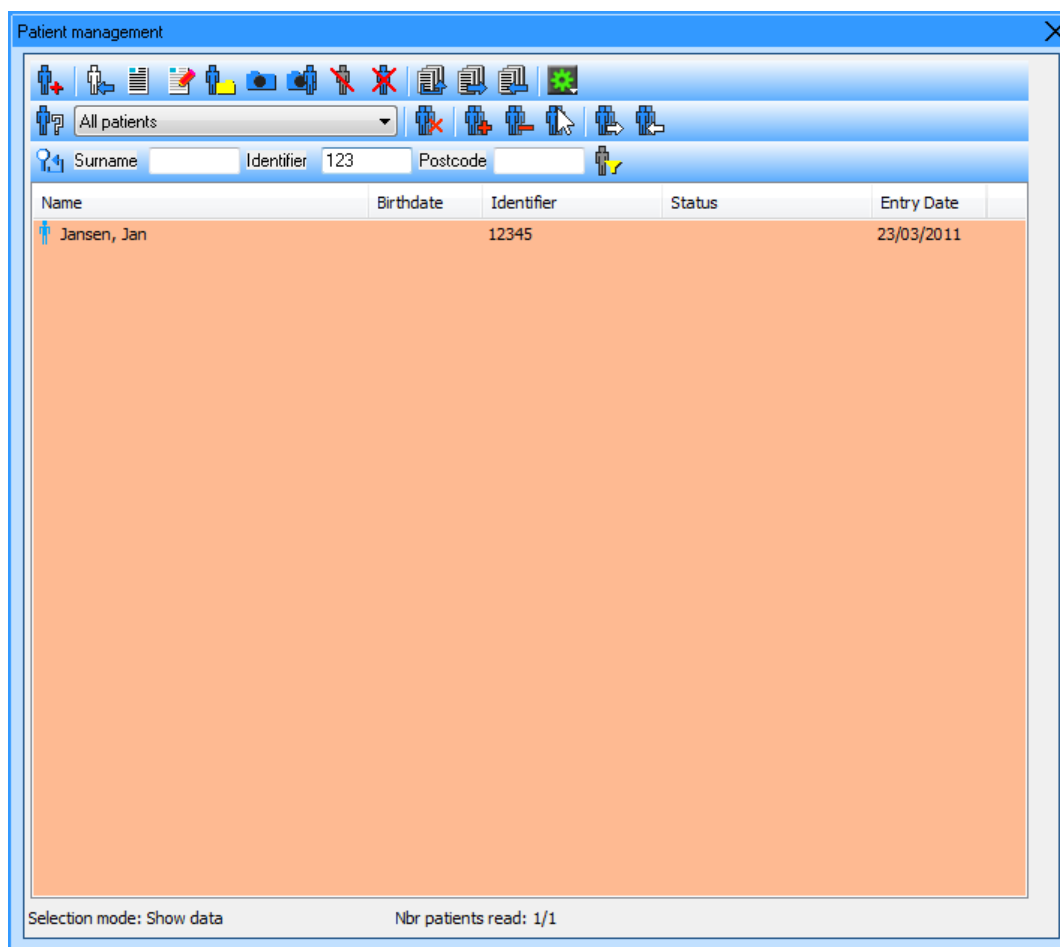 Patient management
All patients
Surname Identifier 123 Postcode
Name Birthdate Identifier Status Entry Date
Jansen, Jan 12345 23/03/2011
Selection mode: Show data Nbr patients read: 1/1